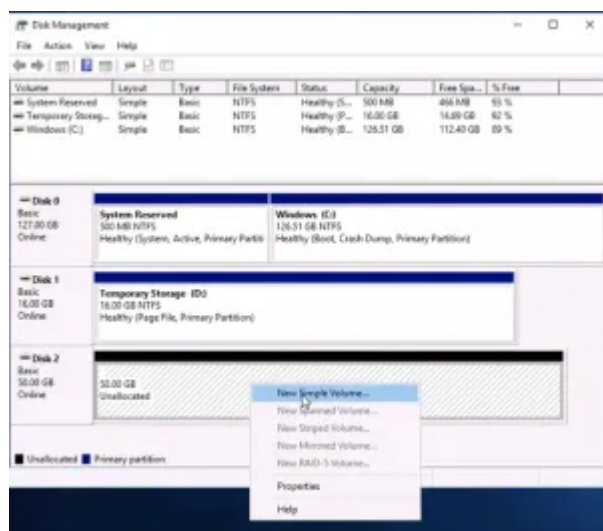 Disk Management
File Action View Help
Volume Layout Type File System Status Capacity Free Spa... % Free
System Reserved Simple Basic NTFS Healthy (S... 500 MB 466 MB 93 %
Temporary Storag... Simple Basic NTFS Healthy (P... 16.00 GB 14.69 GB 92 %
Windows (C:) Simple Basic NTFS Healthy (B... 126.51 GB 112.40 GB 89 %
Disk 0
Basic
127.00 GB
Online
System Reserved
500 MB NTFS
Healthy (System, Active, Primary Partiti
Windows (C:)
126.51 GB NTFS
Healthy (Boot, Crash Dump, Primary Partition)
Disk 1
Basic
16.00 GB
Online
Temporary Storage (D:)
16.00 GB NTFS
Healthy (Page File, Primary Partition)
Disk 2
Basic
50.00 GB
Online
50.00 GB
Unallocated
New Simple Volume...
New Spanned Volume...
New Striped Volume...
New Mirrored Volume...
New RAID-5 Volume...
Properties
Help
Unallocated Primary partition